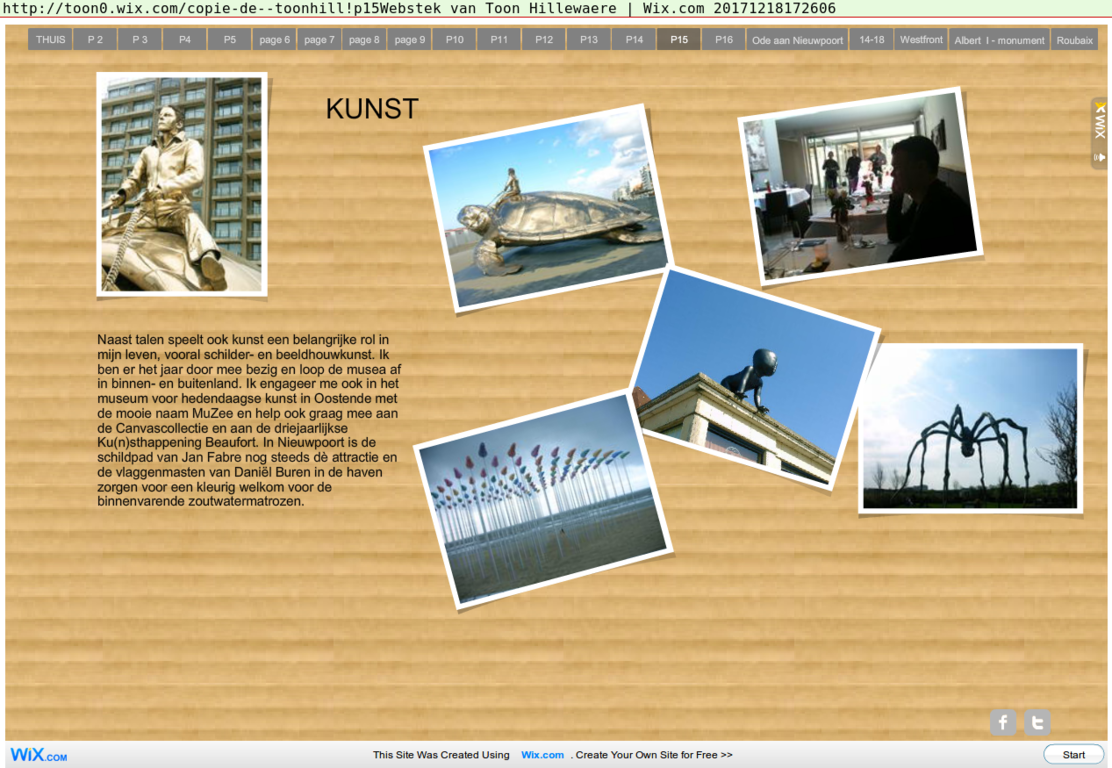 http://toon0.wix.com/copie-de--toonhill!p15Webstek van Toon Hillewaere | Wix.com 20171218172606
THUIS P 2 P 3 P4 P5 page 6 page 7 page 8 page 9 P10 P11 P12 P13 P14 P15 P16 Ode aan Nieuwpoort 14-18 Westfront Albert I - monument Roubaix
KUNST
WiX
Naast talen speelt ook kunst een belangrijke rol in
mijn leven, vooral schilder- en beeldhouwkunst. Ik
ben er het jaar door mee bezig en loop de musea af
in binnen- en buitenland. Ik engageer me ook in het
museum voor hedendaagse kunst in Oostende met
de mooie naam MuZee en help ook graag mee aan
de Canvascollectie en aan de driejaarlijkse
Ku(n)sthappening Beaufort. In Nieuwpoort is de
schildpad van Jan Fabre nog steeds dè attractie en
de vlaggenmasten van Daniël Buren in de haven
zorgen voor een kleurig welkom voor de
binnenvarende zoutwatermatrozen.
f t
WiX.COM This Site Was Created Using Wix.com . Create Your Own Site for Free >> Start